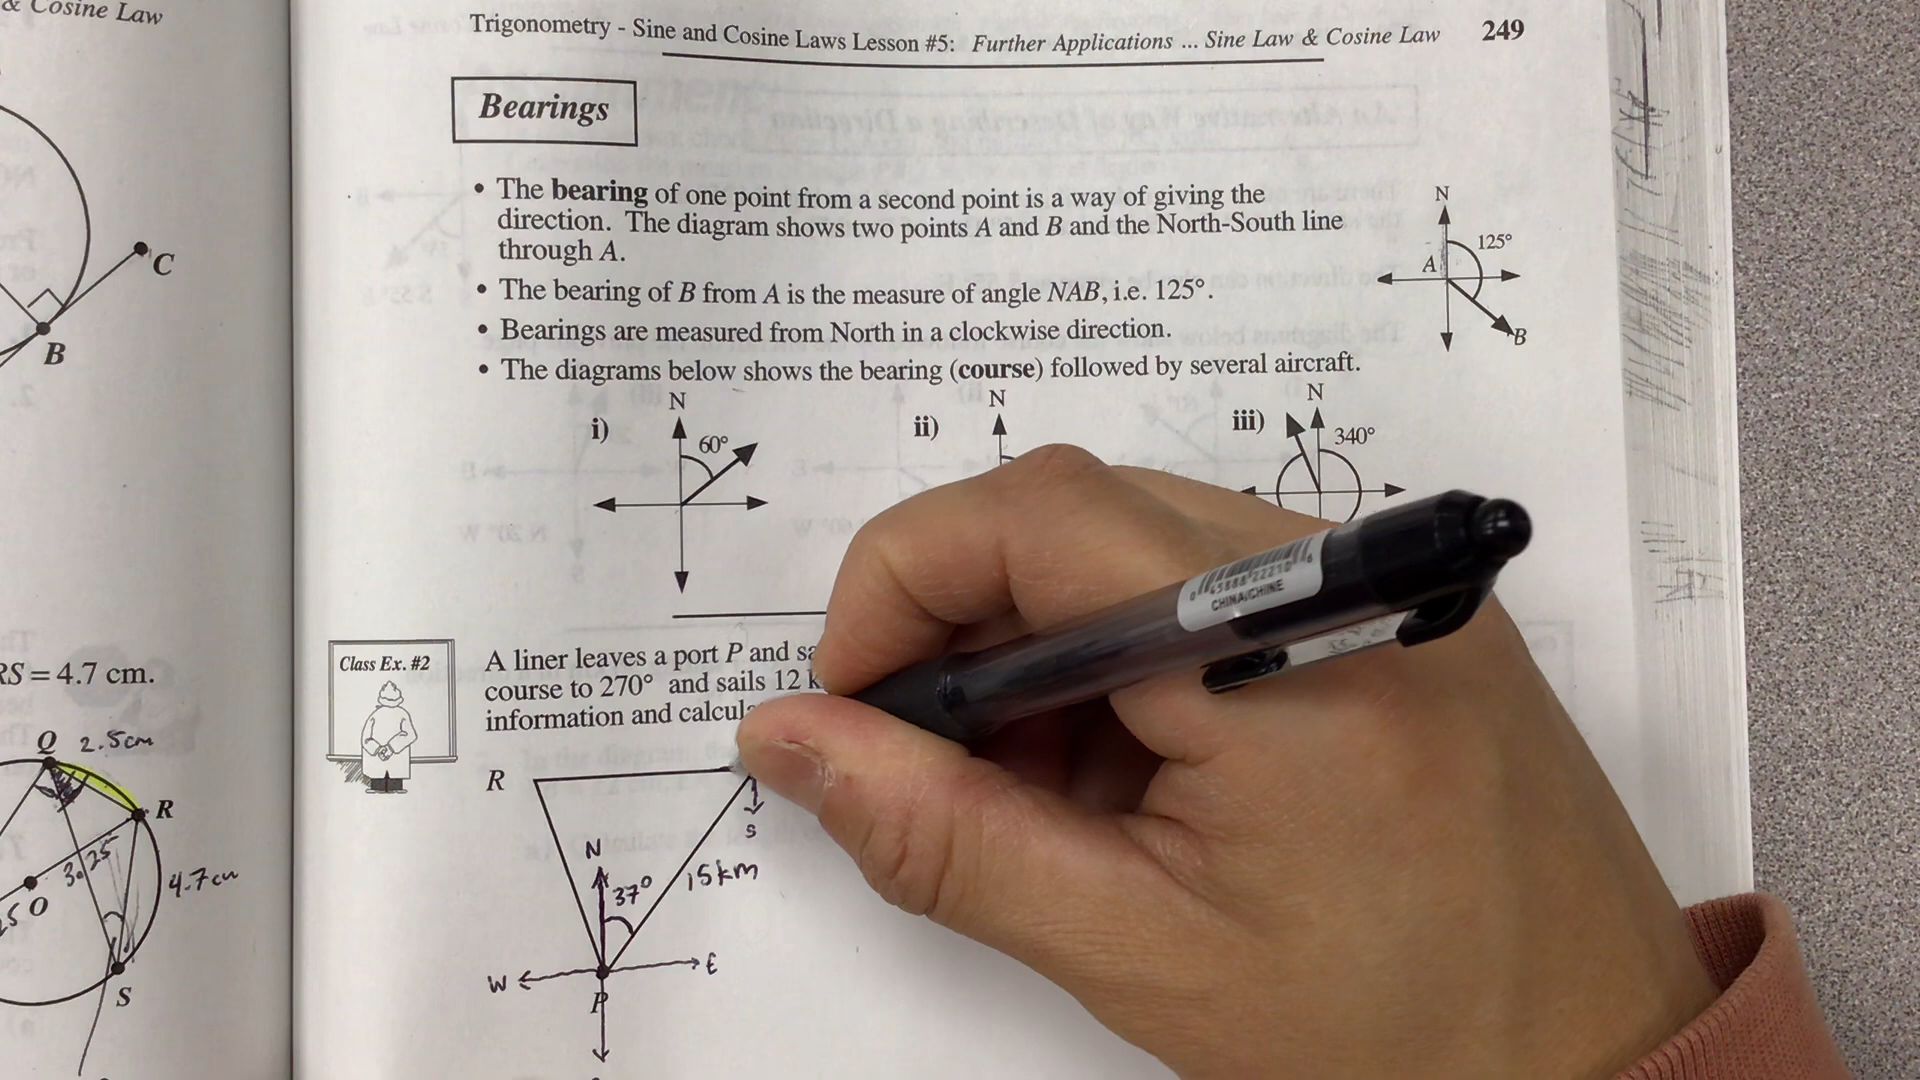 & Cosine Law
C
B
RS = 4.7 cm.
Q 2.5cm
R
3.25
4.7cm
O
S
Trigonometry - Sine and Cosine Laws Lesson #5: Further Applications ... Sine Law & Cosine Law 249
Bearings
• The bearing of one point from a second point is a way of giving the
direction. The diagram shows two points A and B and the North-South line
through A.
• The bearing of B from A is the measure of angle NAB, i.e. 125°.
• Bearings are measured from North in a clockwise direction.
• The diagrams below shows the bearing (course) followed by several aircraft.
N
125°
A
B
i)
N
60°
ii)
N
iii)
N
340°
CHINA/CHINE
Class Ex. #2
A liner leaves a port P and
course to 270° and sails 12
information and
R
S
N
37°
15km
W
E
P